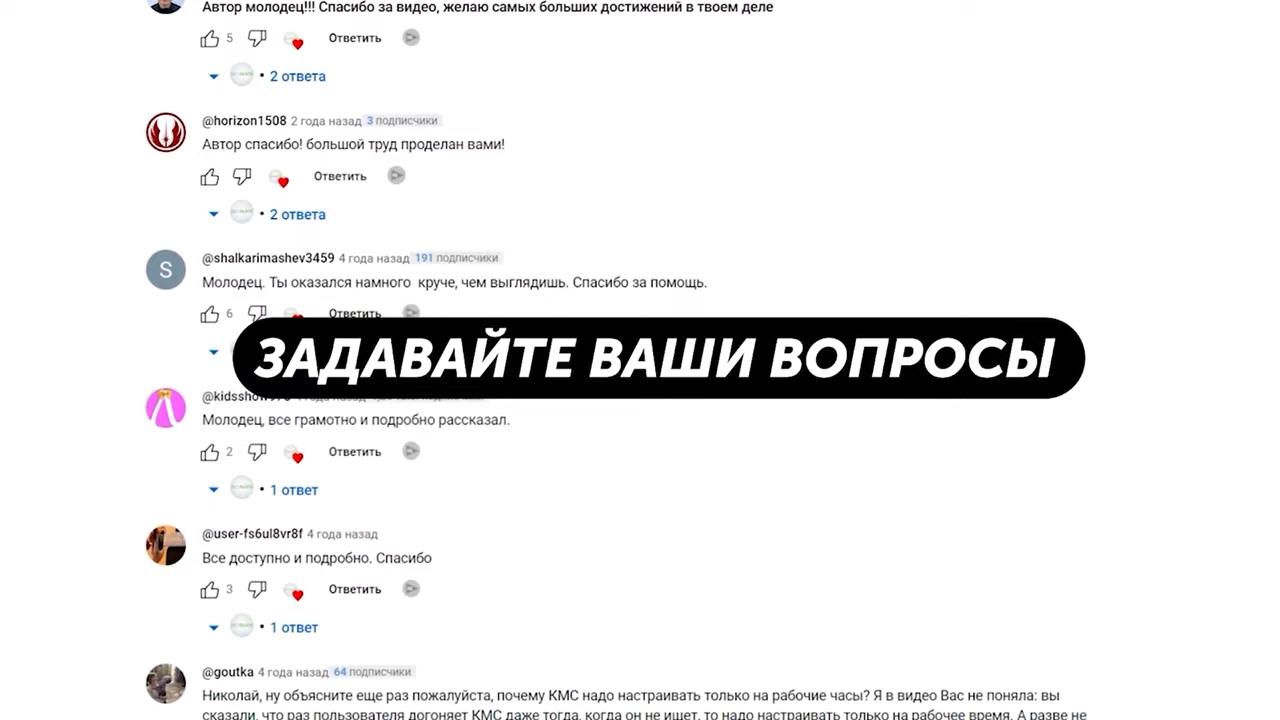 Автор молодец!!! Спасибо за видео, желаю самых больших достижений в твоем деле
5 Ответить
• 2 ответа
@horizon1508 2 года назад 3 подписчики
Автор спасибо! большой труд проделан вами!
Ответить
• 2 ответа
S @shalkarimashev3459 4 года назад 191 подписчики
Молодец. Ты оказался намного круче, чем выглядишь. Спасибо за помощь.
6 Ответить
ЗАДАВАЙТЕ ВАШИ ВОПРОСЫ
Молодец, все грамотно и подробно рассказал.
2 Ответить
• 1 ответ
@user-fs6ul8vr8f 4 года назад
Все доступно и подробно. Спасибо
3 Ответить
• 1 ответ
@goutka 4 года назад 64 подписчики
Николай, ну объясните еще раз пожалуйста, почему КМС надо настраивать только на рабочие часы? Я в видео Вас не поняла: вы
сказали, что раз пользователя догоняет КМС даже тогда, когда он не ищет, то надо настраивать только на рабочее время. А разве не